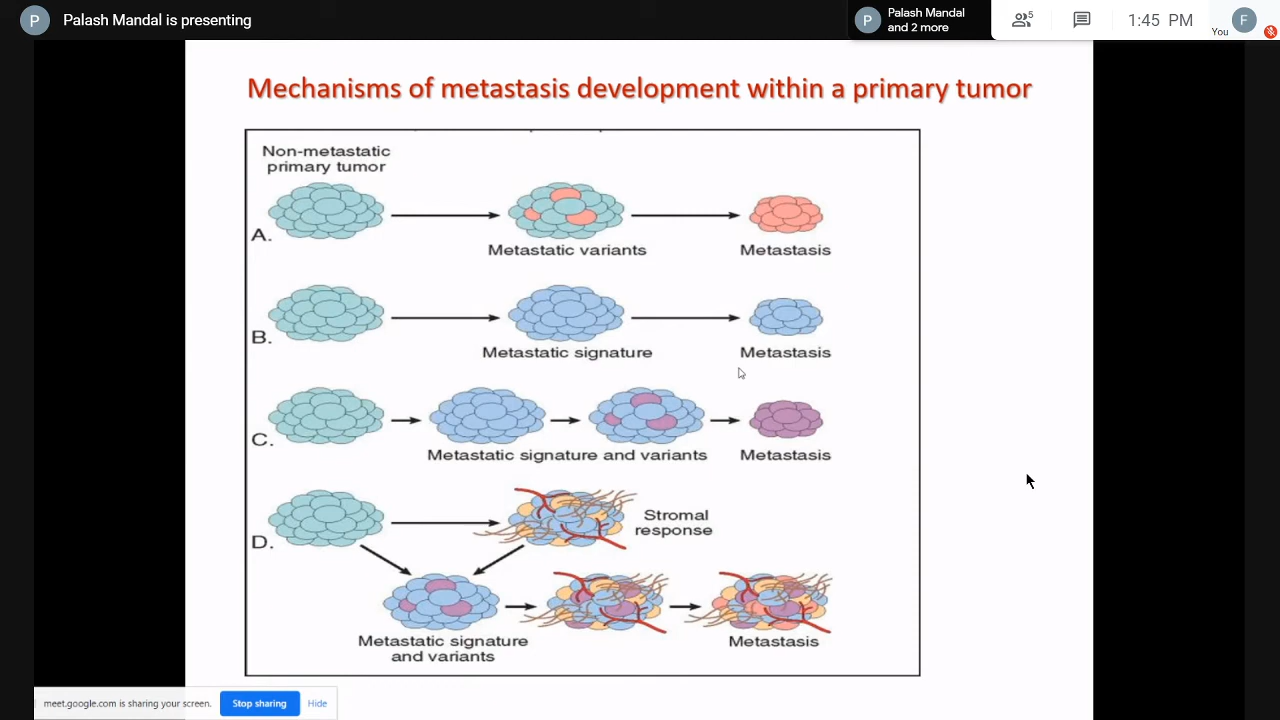 P Palash Mandal is presenting
P Palash Mandal
and 2 more
5
1:45 PM
You F
Mechanisms of metastasis development within a primary tumor
Non-metastatic
primary tumor
A.
Metastatic variants
Metastasis
B.
Metastatic signature
Metastasis
C.
Metastatic signature and variants
Metastasis
D.
Stromal
response
Metastatic signature
and variants
Metastasis
meet.google.com is sharing your screen.
Stop sharing
Hide